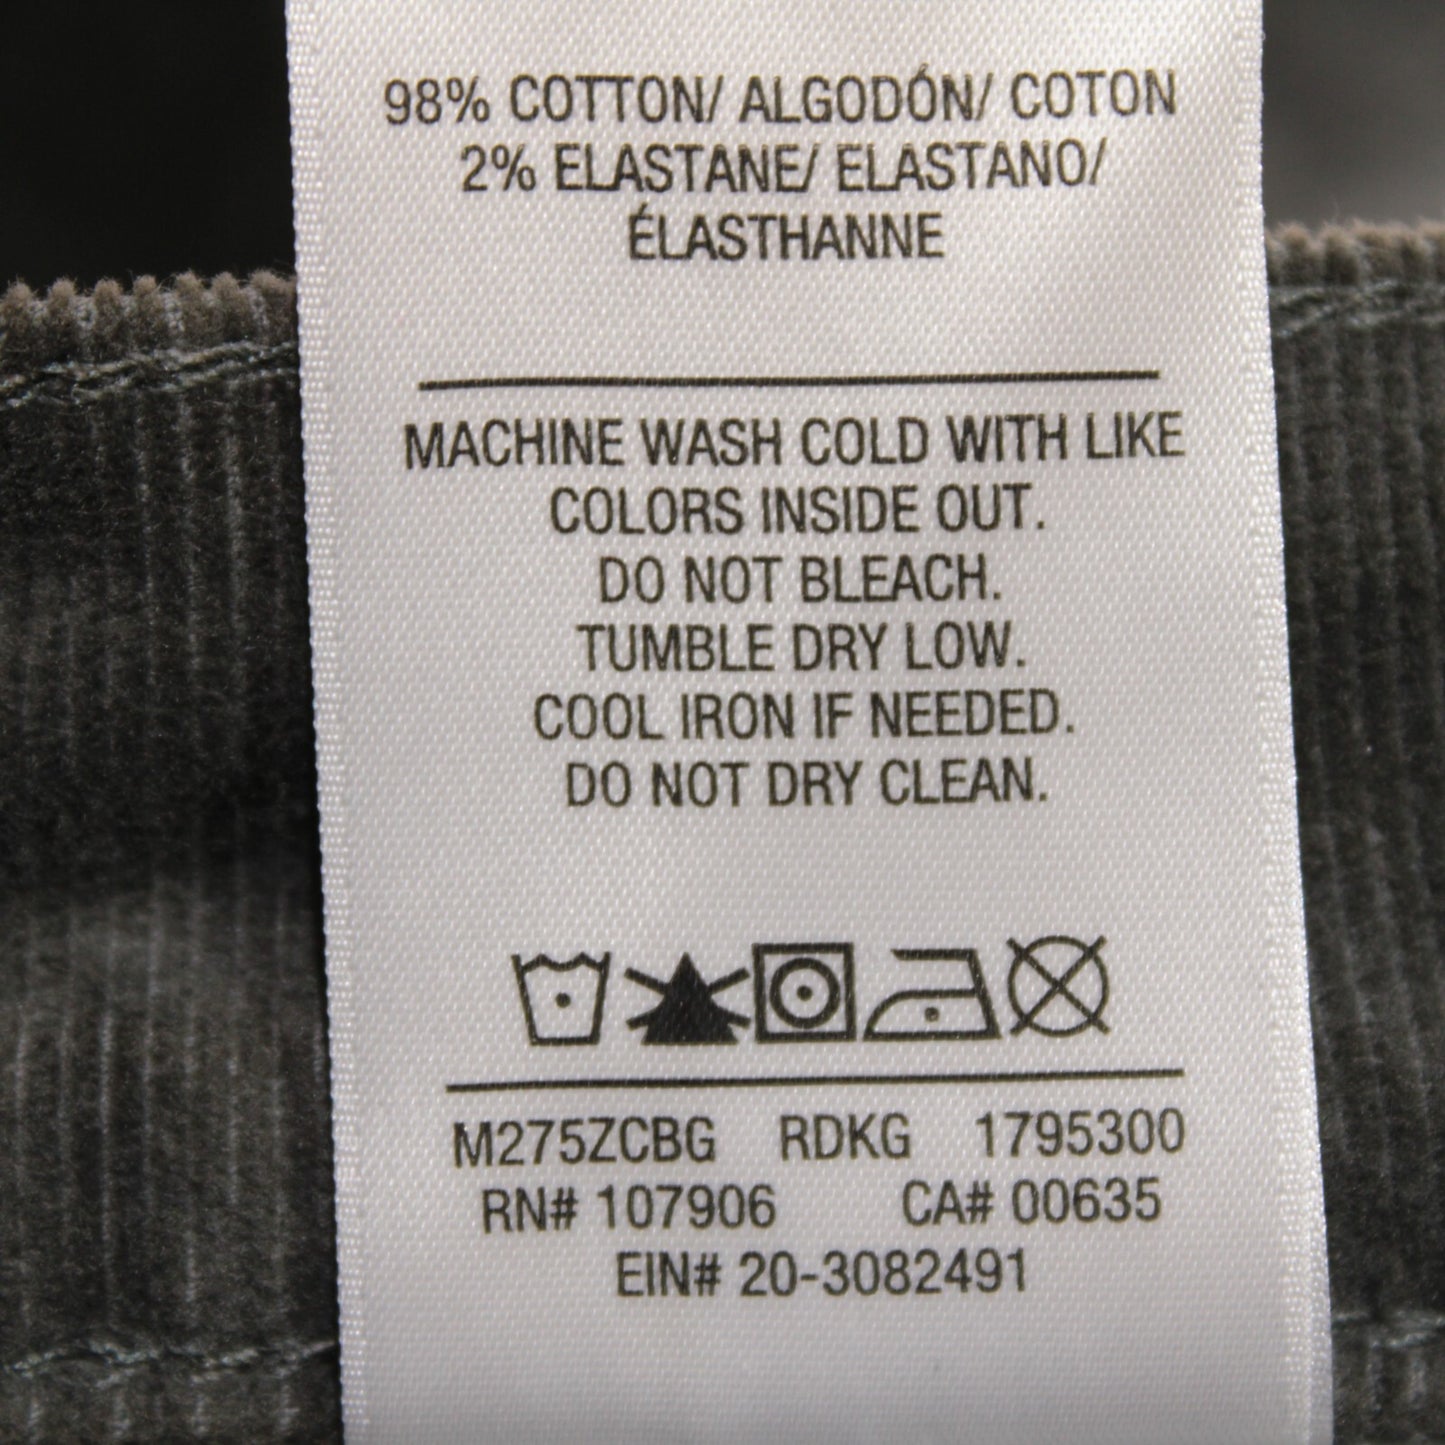 98% COTTON/ ALGODÓN/ COTON
2% ELASTANE/ ELASTANO/
ÉLASTHANNE
MACHINE WASH COLD WITH LIKE
COLORS INSIDE OUT.
DO NOT BLEACH.
TUMBLE DRY LOW.
COOL IRON IF NEEDED.
DO NOT DRY CLEAN.
M275ZCBG RDKG 1795300
RN# 107906 CA# 00635
EIN# 20-3082491